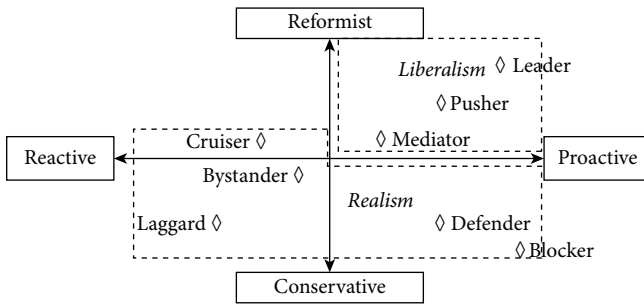 Reformist
Liberalism
Leader
Pusher
Cruiser
Mediator
Reactive
Proactive
Bystander
Realism
Laggard
Defender
Blocker
Conservative